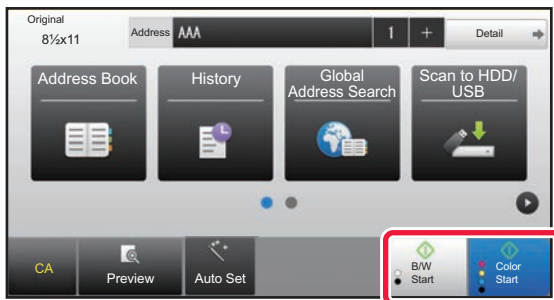 Original
8½x11
Address AAA 1 + Detail
Address Book
History
Global
Address Search
Scan to HDD/
USB
CA
Preview
Auto Set
B/W
Start
Color
Start